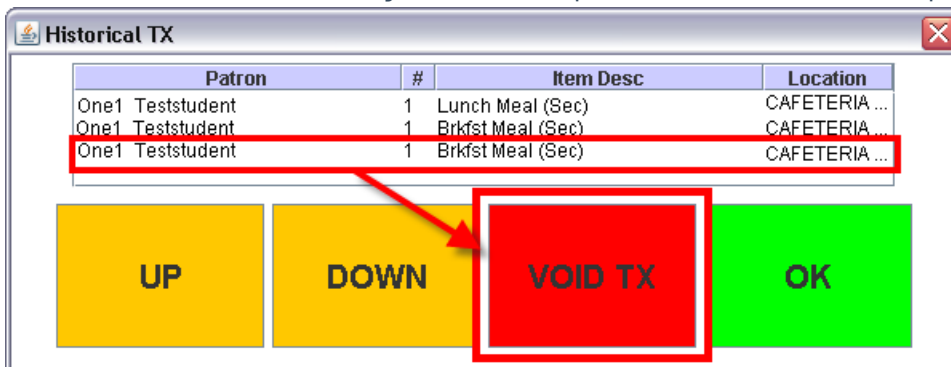 Historical TX
Patron # Item Desc Location
One1 Teststudent 1 Lunch Meal (Sec) CAFETERIA ...
One1 Teststudent 1 Brkfst Meal (Sec) CAFETERIA ...
One1 Teststudent 1 Brkfst Meal (Sec) CAFETERIA ...
UP DOWN VOID TX OK